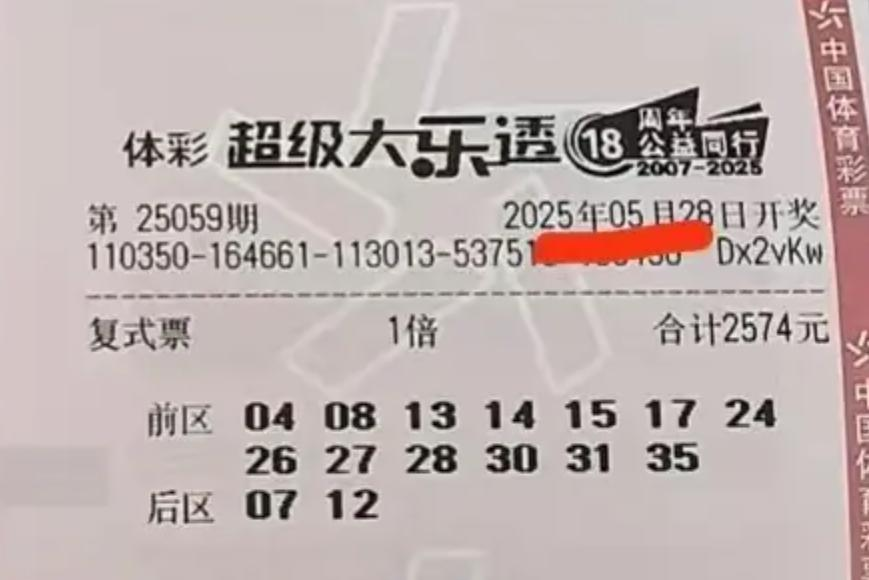 体彩 超级大乐透 18 周年 公益同行 2007-2025
第 25059期 2025年05月28日开奖
110350-164661-113013-53751 Dx2vKw
复式票 1倍 合计2574元
前区 04 08 13 14 15 17 24
26 27 28 30 31 35
后区 07 12
中国体育彩票
中国体育彩票